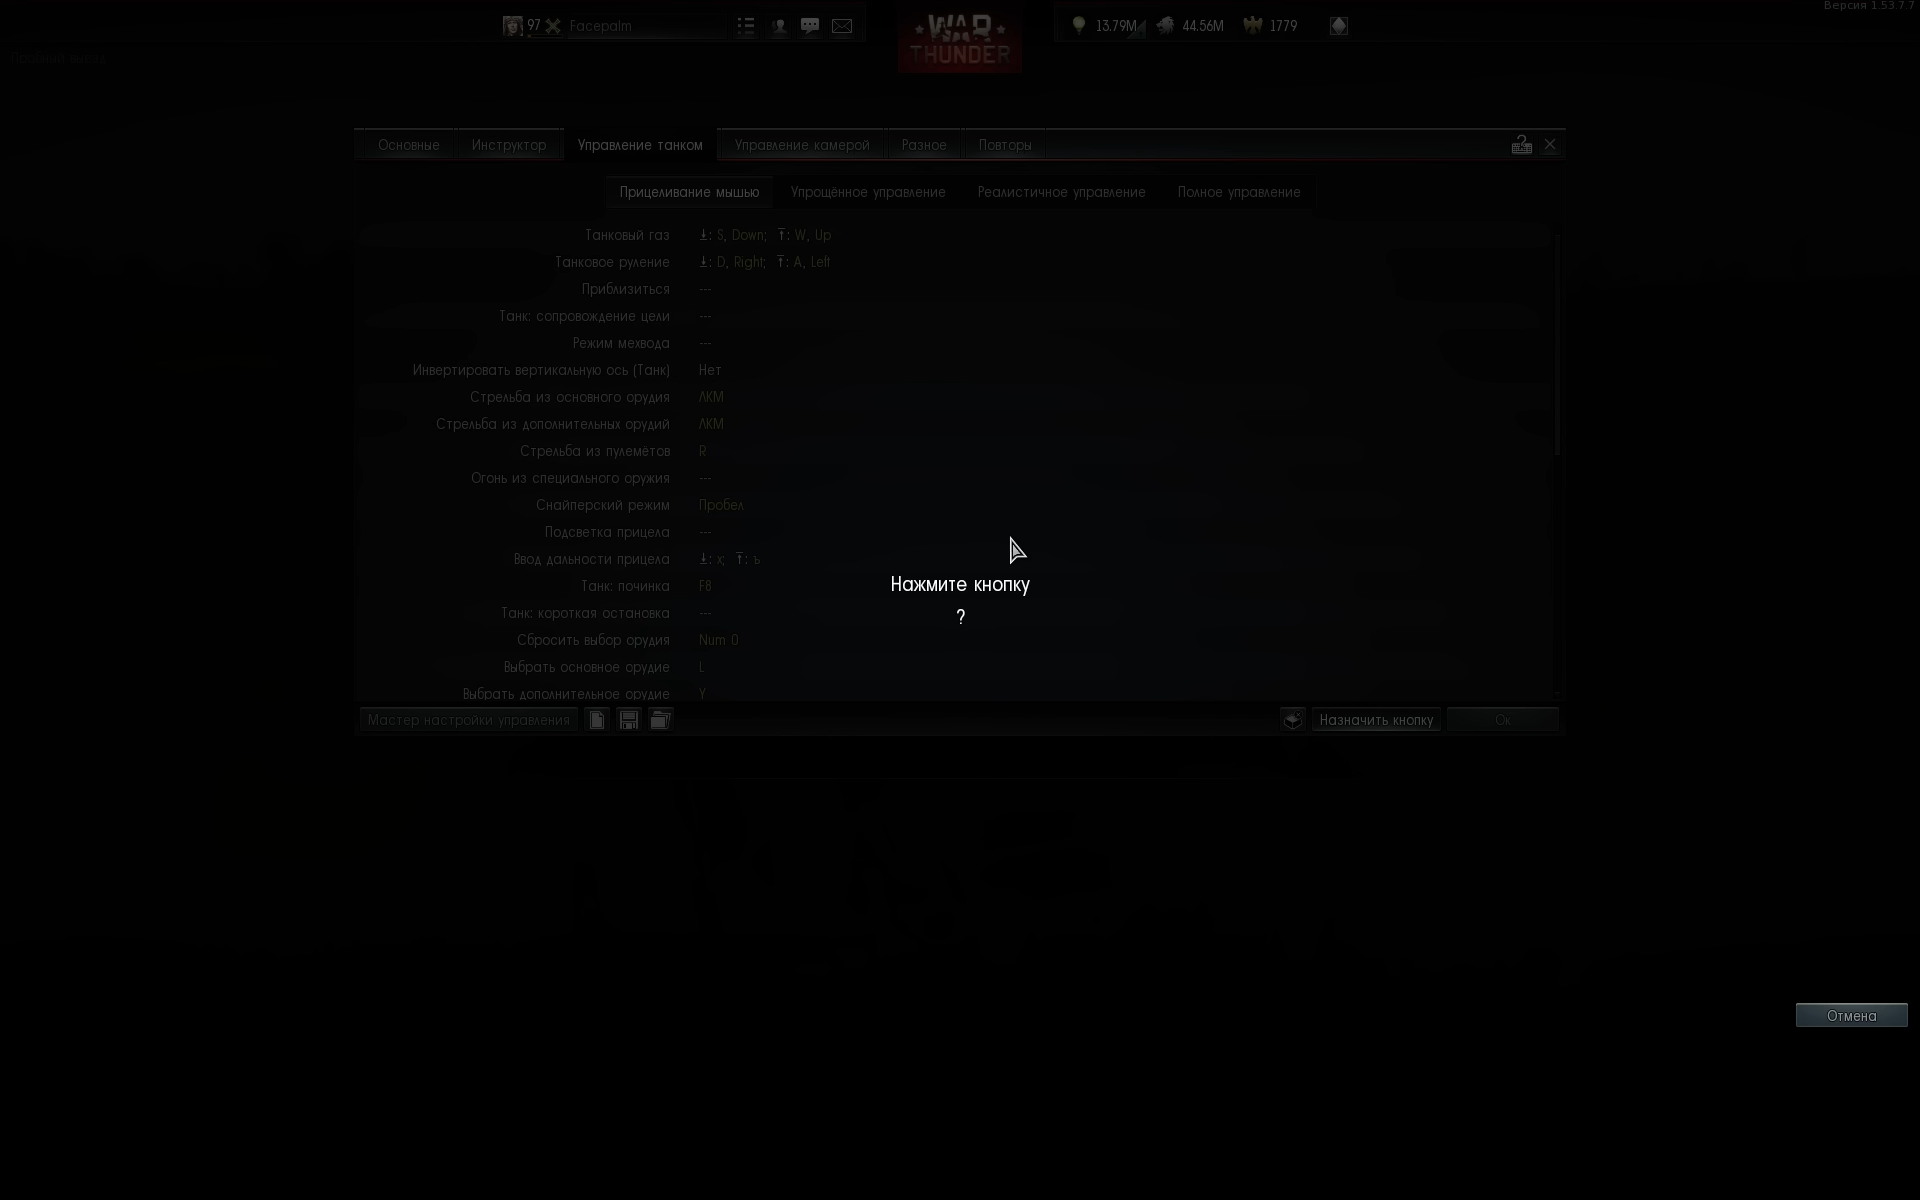 Версия 1.53.7.7
97 Facepalm
WAR THUNDER
13.79M 44.56M 1779
Основные Инструктор Управление танком Управление камерой Разное Повторы
Прицеливание мышью Упрощённое управление Реалистичное управление Полное управление
Танковый газ S, Down; W, Up
Танковое руление D, Right; A, Left
Приблизиться ---
Танк: сопровождение цели ---
Режим мехвода ---
Инвертировать вертикальную ось (Танк) Нет
Стрельба из основного орудия ЛКМ
Стрельба из дополнительных орудий ЛКМ
Стрельба из пулемётов R
Огонь из специального оружия ---
Снайперский режим Пробел
Подсветка прицела ---
Ввод дальности прицела х; ъ
Танк: починка F8
Танк: короткая остановка ---
Сбросить выбор орудия Num 0
Выбрать основное орудие L
Выбрать дополнительное орудие Y
Нажмите кнопку
?
Мастер настройки управления Назначить кнопку Ок
Отмена